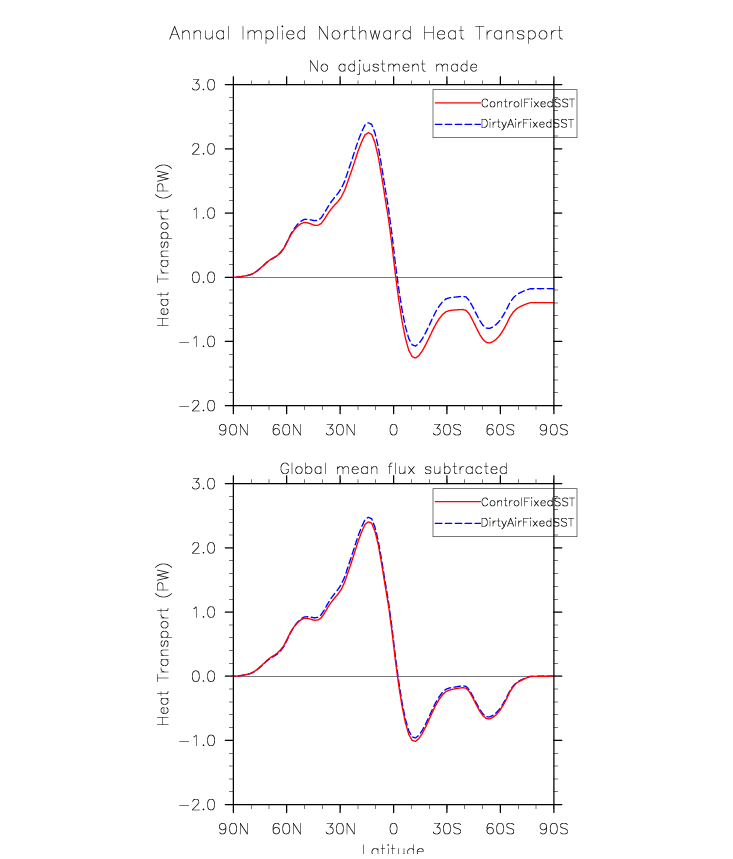 Annual Implied Northward Heat Transport
No adjustment made
3.0
ControlFixedSST
DirtyAirFixedSST
2.0
1.0
0.0
−1.0
−2.0
Heat Transport (PW)
90N 60N 30N 0 30S 60S 90S
Global mean flux subtracted
3.0
ControlFixedSST
DirtyAirFixedSST
2.0
1.0
0.0
−1.0
−2.0
Heat Transport (PW)
90N 60N 30N 0 30S 60S 90S
Latitude